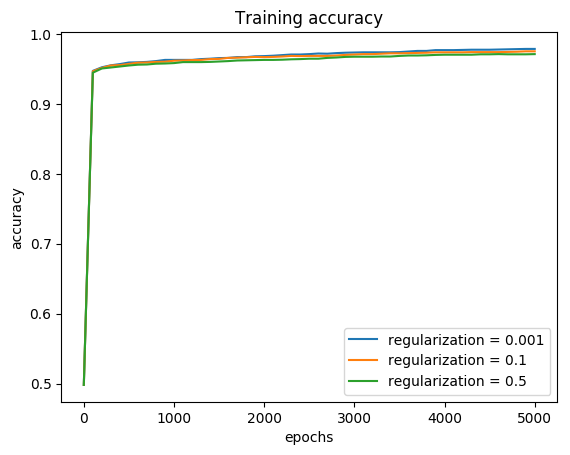 Training accuracy
accuracy
1.0
0.9
0.8
0.7
0.6
0.5
regularization = 0.001
regularization = 0.1
regularization = 0.5
0 1000 2000 3000 4000 5000
epochs